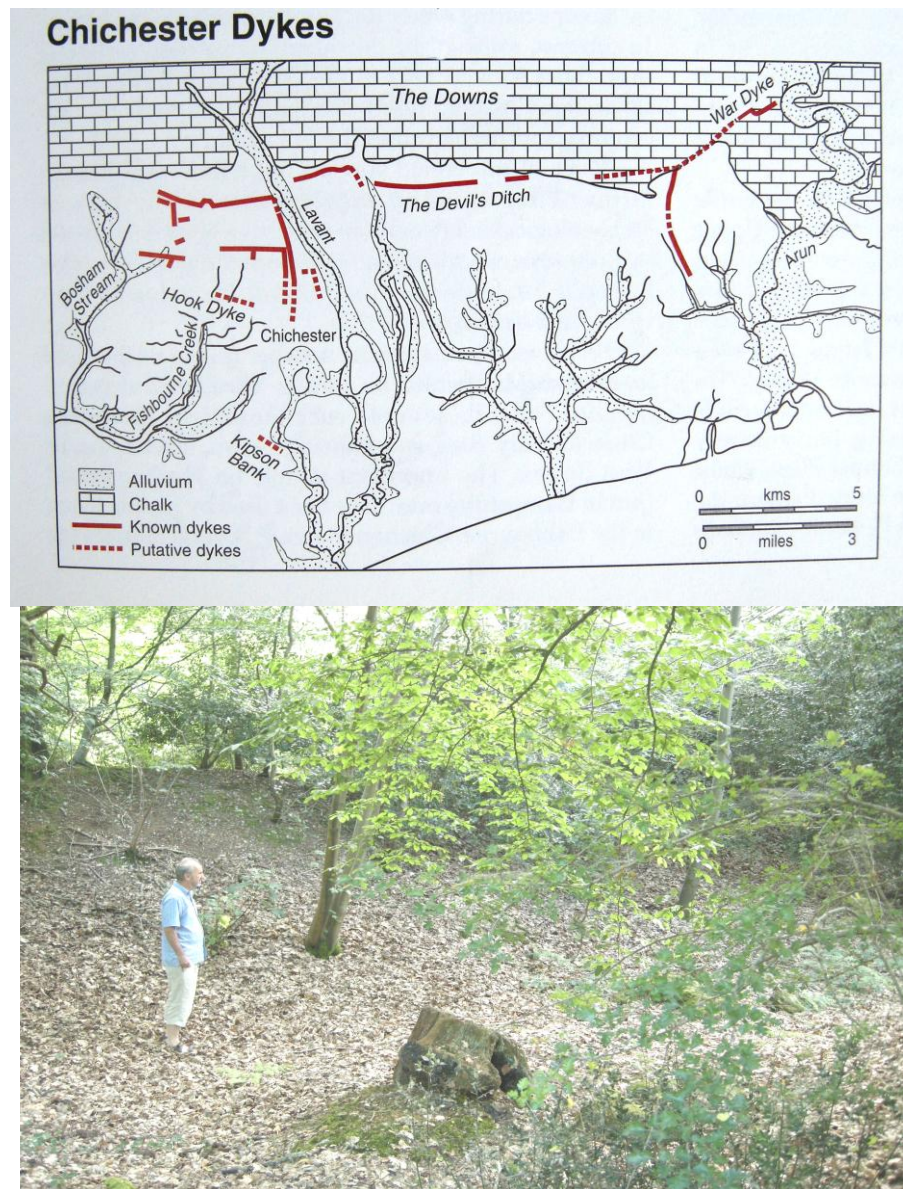 Chichester Dykes
The Downs
War Dyke
The Devil's Ditch
Lavant
Arun
Bosham
Stream
Hook Dyke
Chichester
Fishbourne Creek
Kipson
Bank
Alluvium
Chalk
Known dykes
Putative dykes
0 kms 5
0 miles 3